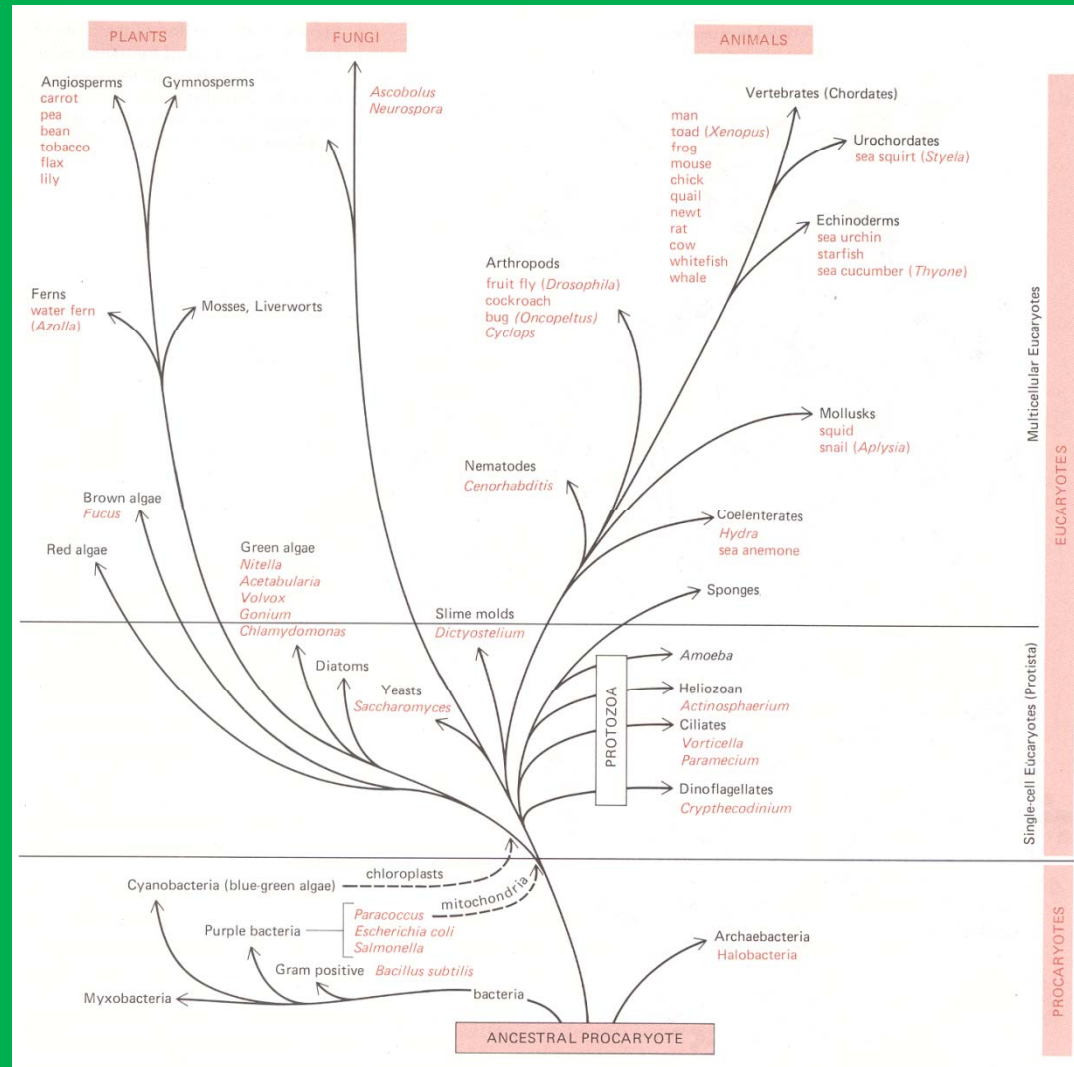 PLANTS
FUNGI
ANIMALS
Angiosperms
carrot
pea
bean
tobacco
flax
lily
Gymnosperms
Ascobolus
Neurospora
Vertebrates (Chordates)
man
toad (Xenopus)
frog
mouse
chick
quail
newt
rat
cow
whitefish
whale
Urochordates
sea squirt (Styela)
Echinoderms
sea urchin
starfish
sea cucumber (Thyone)
Arthropods
fruit fly (Drosophila)
cockroach
bug (Oncopeltus)
Cyclops
Ferns
water fern
(Azolla)
Mosses, Liverworts
Mollusks
squid
snail (Aplysia)
Nematodes
Cenorhabditis
Brown algae
Fucus
Red algae
Green algae
Nitella
Acetabularia
Volvox
Gonium
Chlamydomonas
Coelenterates
Hydra
sea anemone
Sponges
Slime molds
Dictyostelium
Diatoms
Yeasts
Saccharomyces
PROTOZOA
Amoeba
Heliozoan
Actinosphaerium
Ciliates
Vorticella
Paramecium
Dinoflagellates
Crypthecodinium
Multicellular Eucaryotes
Single-cell Eucaryotes (Protista)
EUCARYOTES
Cyanobacteria (blue-green algae)
chloroplasts
mitochondria
Purple bacteria
Paracoccus
Escherichia coli
Salmonella
Gram positive Bacillus subtilis
Myxobacteria
bacteria
Archaebacteria
Halobacteria
PROCARYOTES
ANCESTRAL PROCARYOTE